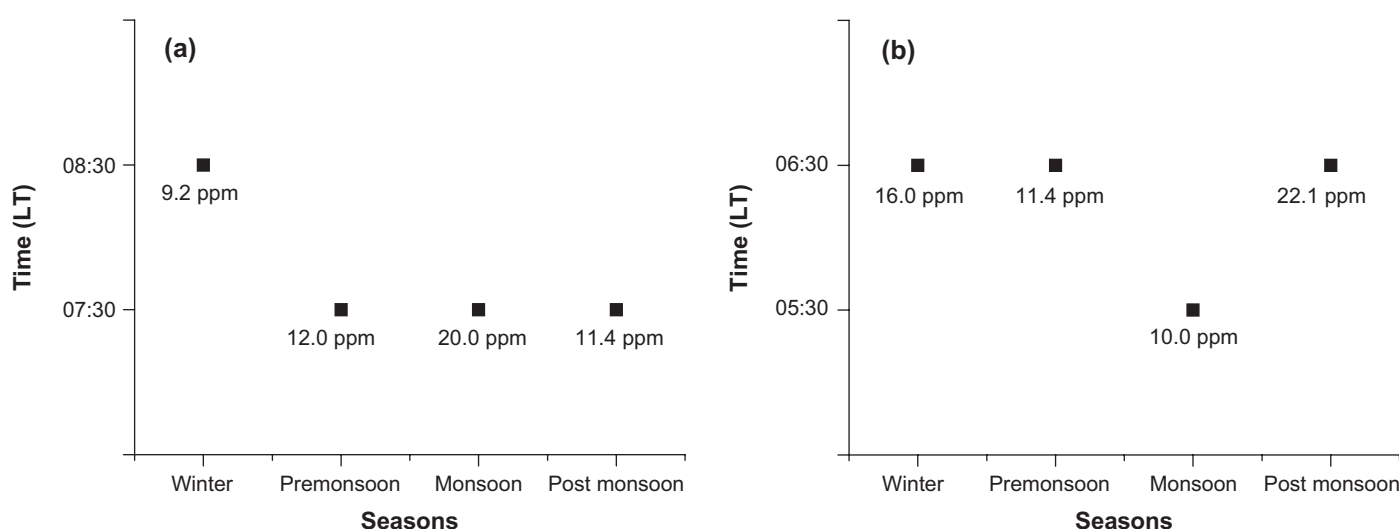 (a)
Time (LT)
08:30
07:30
9.2 ppm
12.0 ppm
20.0 ppm
11.4 ppm
Winter
Premonsoon
Monsoon
Post monsoon
Seasons
(b)
Time (LT)
06:30
05:30
16.0 ppm
11.4 ppm
22.1 ppm
10.0 ppm
Winter
Premonsoon
Monsoon
Post monsoon
Seasons